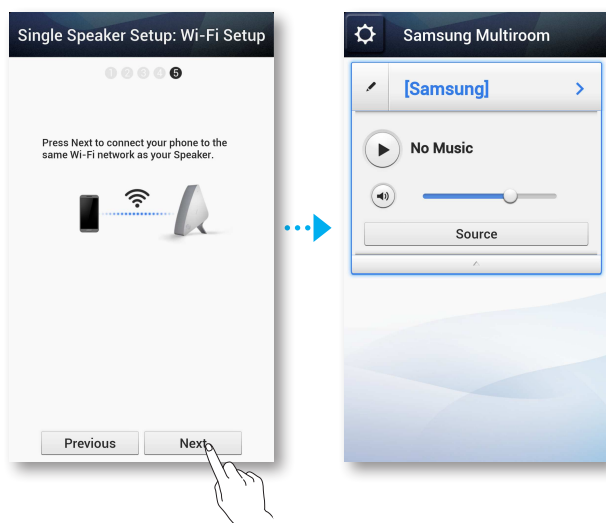 Single Speaker Setup: Wi-Fi Setup
1 2 3 4 5
Press Next to connect your phone to the
same Wi-Fi network as your Speaker.
Previous
Next
Samsung Multiroom
[Samsung]
No Music
Source